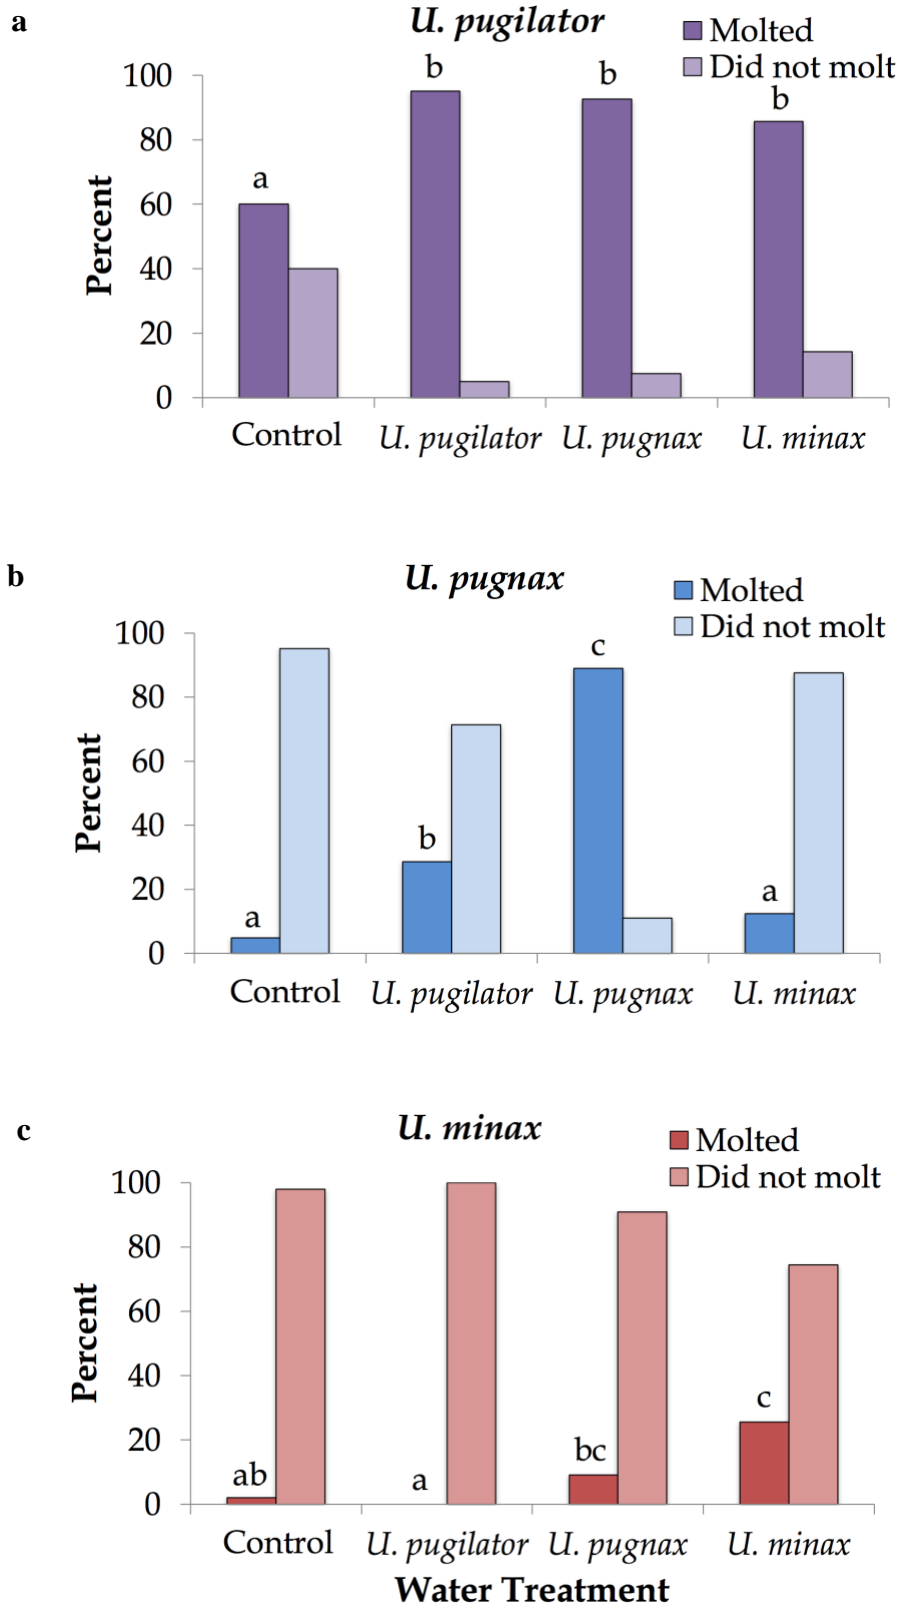 a
U. pugilator
Molted
Did not molt
100
80
60
40
20
0
Percent
a
b
b
b
Control
U. pugilator
U. pugnax
U. minax
b
U. pugnax
Molted
Did not molt
100
80
60
40
20
0
Percent
a
b
c
a
Control
U. pugilator
U. pugnax
U. minax
c
U. minax
Molted
Did not molt
100
80
60
40
20
0
Percent
ab
a
bc
c
Control
U. pugilator
U. pugnax
U. minax
Water Treatment